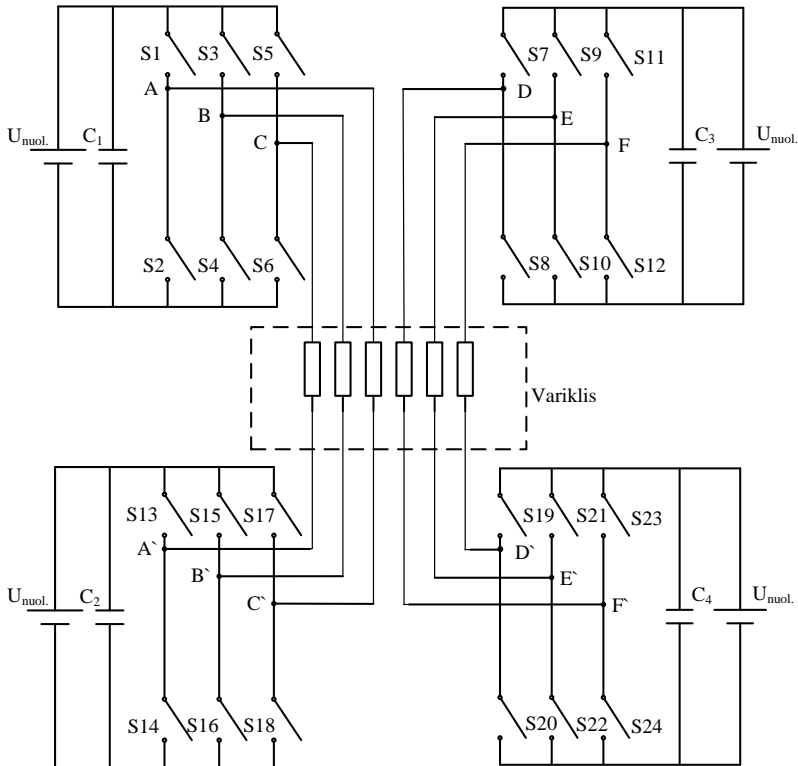 S1 S3 S5
A
B
C
U nuol. C1
S2 S4 S6
S7 S9 S11
D
E
F
C3 U nuol.
S8 S10 S12
Variklis
S13 S15 S17
A`
B`
C`
U nuol. C2
S14 S16 S18
S19 S21 S23
D`
E`
F`
C4 U nuol.
S20 S22 S24